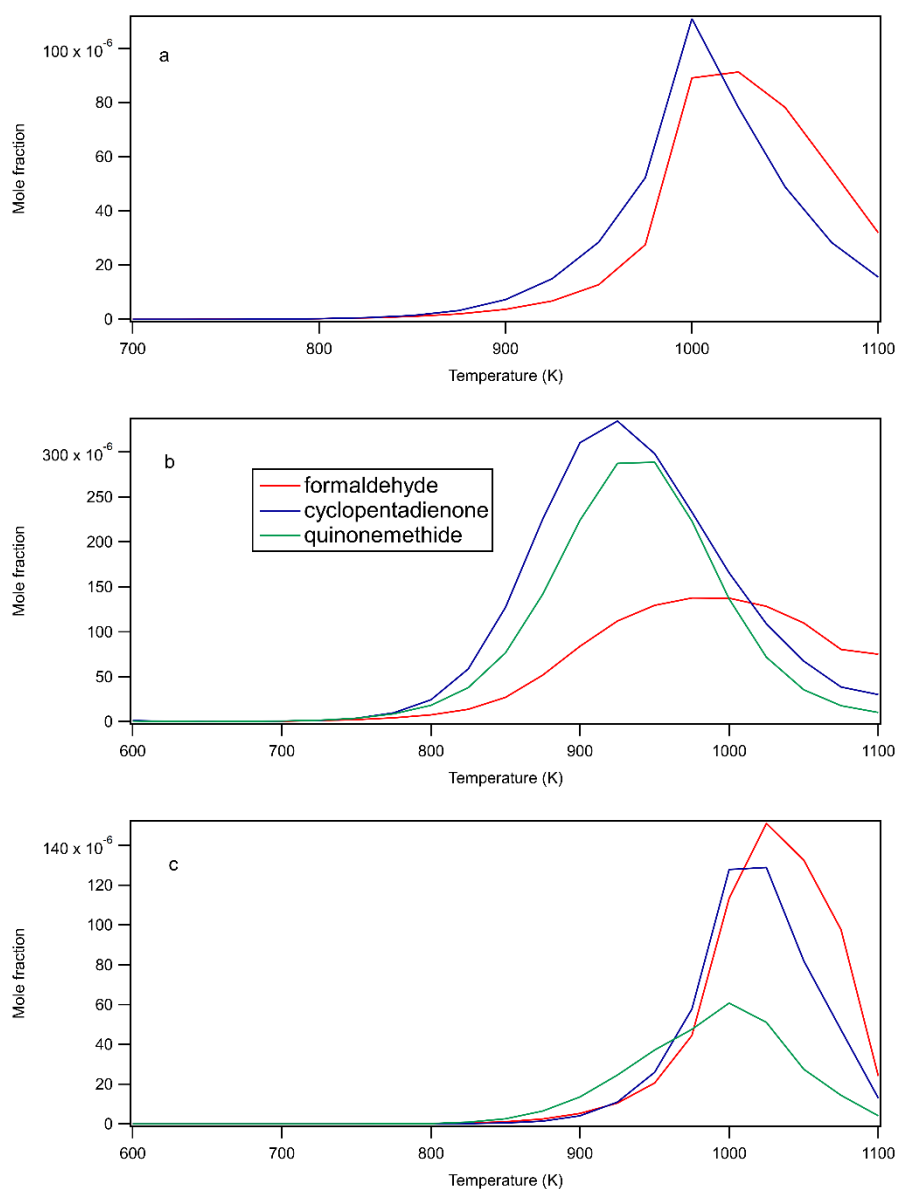 100 x 10-6
a
80
60
40
20
0
Mole fraction
700
800
900
1000
1100
Temperature (K)
300 x 10-6
b
250
200
150
100
50
0
Mole fraction
formaldehyde
cyclopentadienone
quinonemethide
600
700
800
900
1000
1100
Temperature (K)
140 x 10-6
c
120
100
80
60
40
20
0
Mole fraction
600
700
800
900
1000
1100
Temperature (K)